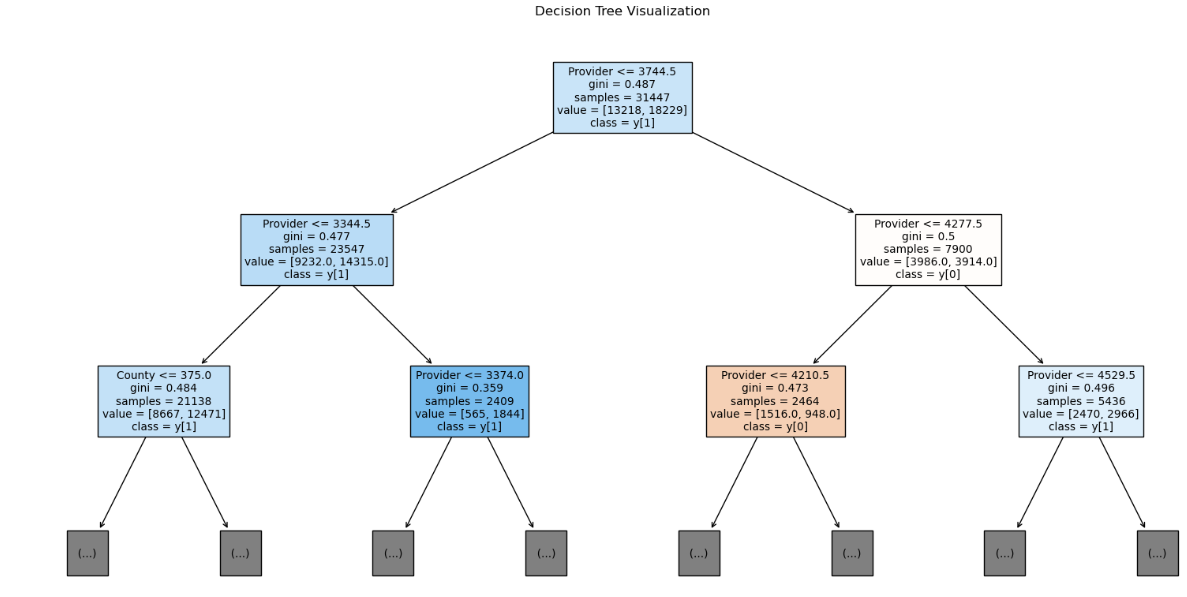 Decision Tree Visualization
Provider <= 3744.5
gini = 0.487
samples = 31447
value = [13218, 18229]
class = y[1]
Provider <= 3344.5
gini = 0.477
samples = 23547
value = [9232.0, 14315.0]
class = y[1]
Provider <= 4277.5
gini = 0.5
samples = 7900
value = [3986.0, 3914.0]
class = y[0]
County <= 375.0
gini = 0.484
samples = 21138
value = [8667, 12471]
class = y[1]
Provider <= 3374.0
gini = 0.359
samples = 2409
value = [565, 1844]
class = y[1]
Provider <= 4210.5
gini = 0.473
samples = 2464
value = [1516.0, 948.0]
class = y[0]
Provider <= 4529.5
gini = 0.496
samples = 5436
value = [2470, 2966]
class = y[1]
(...)
(...)
(...)
(...)
(...)
(...)
(...)
(...)